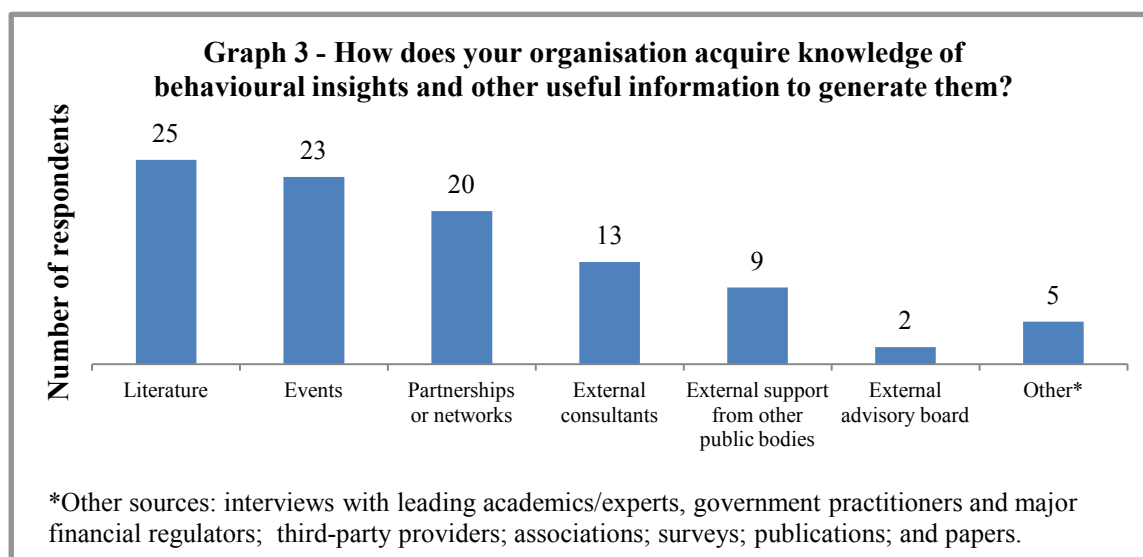 Graph 3 - How does your organisation acquire knowledge of
behavioural insights and other useful information to generate them?
Number of respondents
25
23
20
13
9
2
5
Literature
Events
Partnerships
or networks
External
consultants
External support
from other
public bodies
External
advisory board
Other*
*Other sources: interviews with leading academics/experts, government practitioners and major
financial regulators; third-party providers; associations; surveys; publications; and papers.